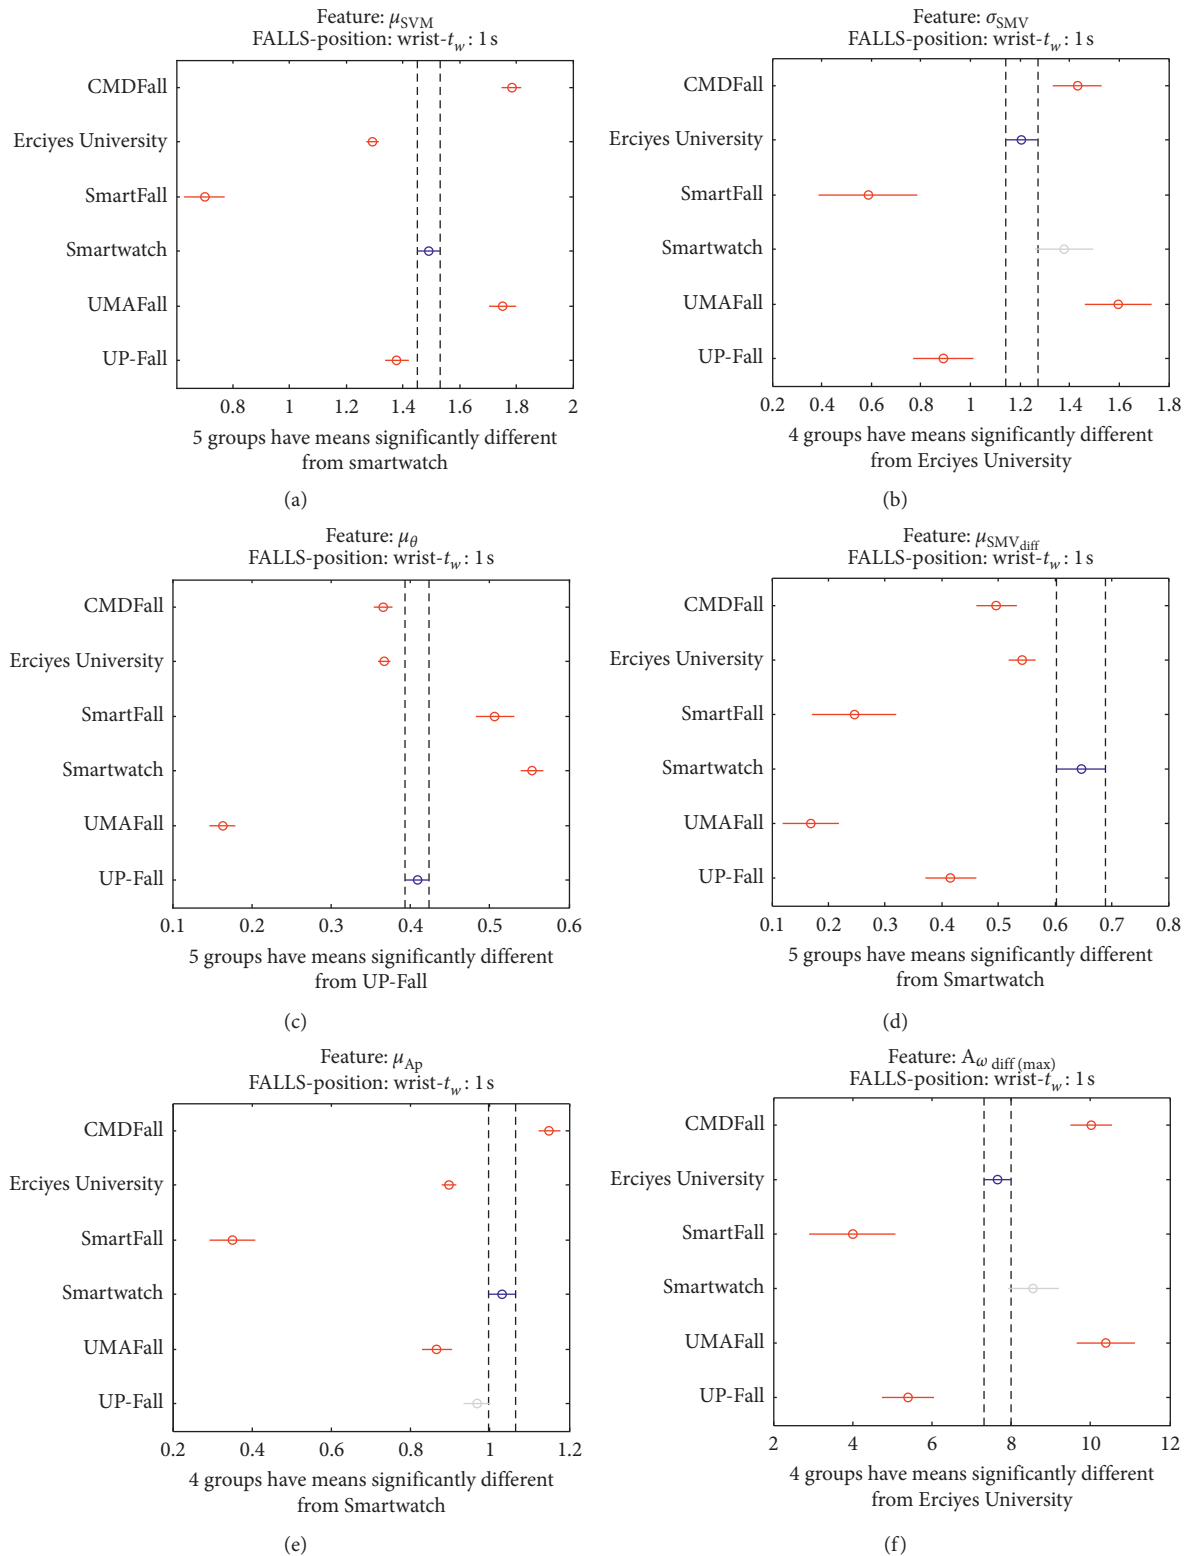 Feature: μSVM
FALLS-position: wrist-tw: 1 s
CMDFall
Erciyes University
SmartFall
Smartwatch
UMAFall
UP-Fall
0.8 1 1.2 1.4 1.6 1.8 2
5 groups have means significantly different
from smartwatch
(a)
Feature: σSMV
FALLS-position: wrist-tw: 1 s
CMDFall
Erciyes University
SmartFall
Smartwatch
UMAFall
UP-Fall
0.2 0.4 0.6 0.8 1 1.2 1.4 1.6 1.8
4 groups have means significantly different
from Erciyes University
(b)
Feature: μθ
FALLS-position: wrist-tw: 1 s
CMDFall
Erciyes University
SmartFall
Smartwatch
UMAFall
UP-Fall
0.1 0.2 0.3 0.4 0.5 0.6
5 groups have means significantly different
from UP-Fall
(c)
Feature: μSMVdiff
FALLS-position: wrist-tw: 1 s
CMDFall
Erciyes University
SmartFall
Smartwatch
UMAFall
UP-Fall
0.1 0.2 0.3 0.4 0.5 0.6 0.7 0.8
5 groups have means significantly different
from Smartwatch
(d)
Feature: μAp
FALLS-position: wrist-tw: 1 s
CMDFall
Erciyes University
SmartFall
Smartwatch
UMAFall
UP-Fall
0.2 0.4 0.6 0.8 1 1.2
4 groups have means significantly different
from Smartwatch
(e)
Feature: Aω diff (max)
FALLS-position: wrist-tw: 1 s
CMDFall
Erciyes University
SmartFall
Smartwatch
UMAFall
UP-Fall
2 4 6 8 10 12
4 groups have means significantly different
from Erciyes University
(f)